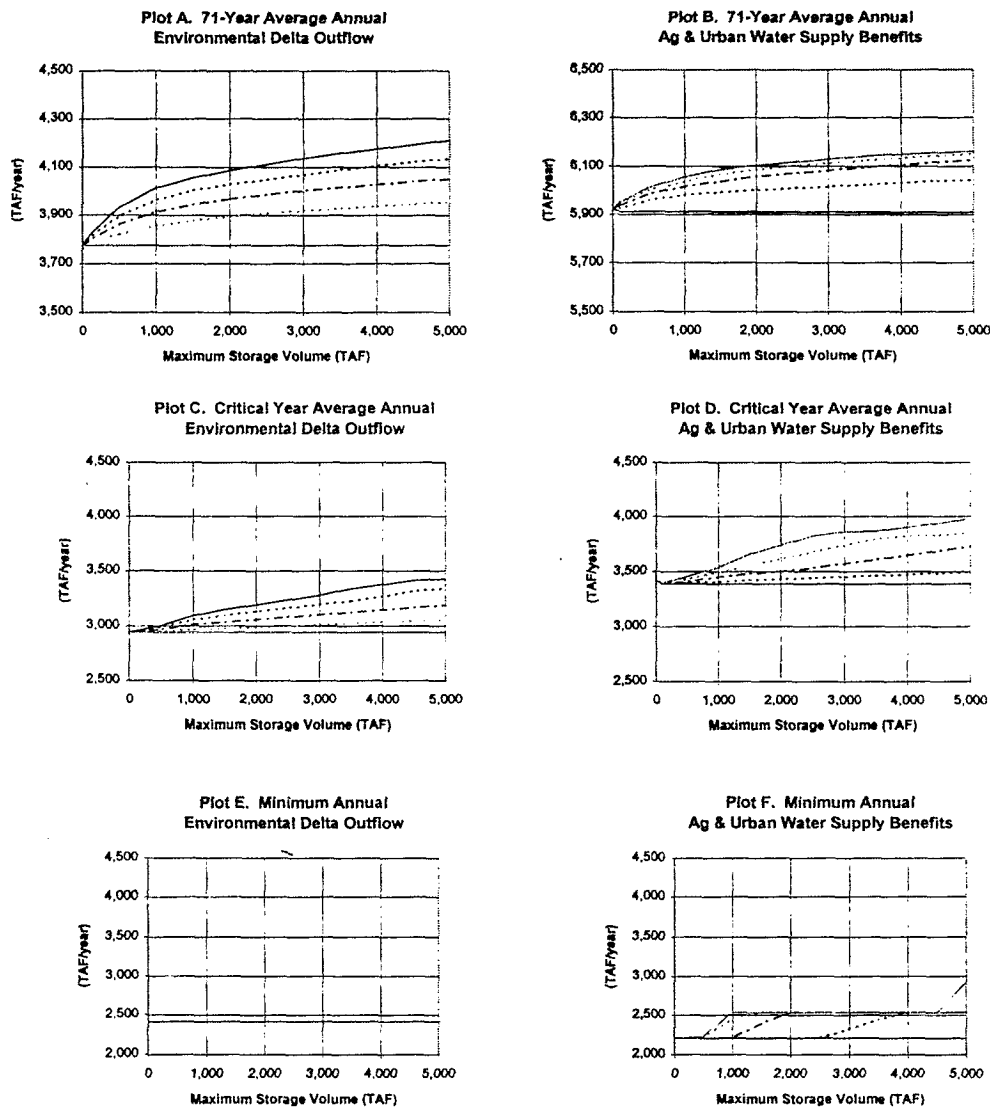 Plot A. 71-Year Average Annual
Environmental Delta Outflow
4,500
4,300
4,100
3,900
3,700
3,500
(TAF/year)
0 1,000 2,000 3,000 4,000 5,000
Maximum Storage Volume (TAF)
Plot B. 71-Year Average Annual
Ag & Urban Water Supply Benefits
6,500
6,300
6,100
5,900
5,700
5,500
(TAF/year)
0 1,000 2,000 3,000 4,000 5,000
Maximum Storage Volume (TAF)
Plot C. Critical Year Average Annual
Environmental Delta Outflow
4,500
4,000
3,500
3,000
2,500
(TAF/year)
0 1,000 2,000 3,000 4,000 5,000
Maximum Storage Volume (TAF)
Plot D. Critical Year Average Annual
Ag & Urban Water Supply Benefits
4,500
4,000
3,500
3,000
2,500
(TAF/year)
0 1,000 2,000 3,000 4,000 5,000
Maximum Storage Volume (TAF)
Plot E. Minimum Annual
Environmental Delta Outflow
4,500
4,000
3,500
3,000
2,500
2,000
(TAF/year)
0 1,000 2,000 3,000 4,000 5,000
Maximum Storage Volume (TAF)
Plot F. Minimum Annual
Ag & Urban Water Supply Benefits
4,500
4,000
3,500
3,000
2,500
2,000
(TAF/year)
0 1,000 2,000 3,000 4,000 5,000
Maximum Storage Volume (TAF)